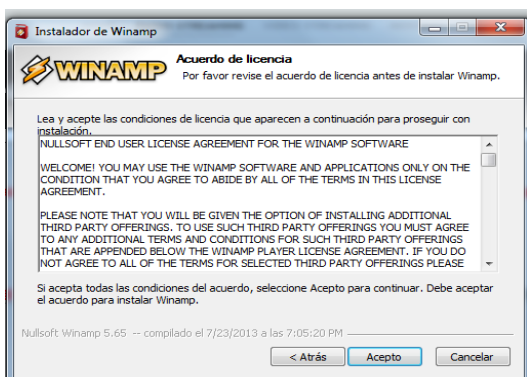 Instalador de Winamp
WINAMP
Acuerdo de licencia
Por favor revise el acuerdo de licencia antes de instalar Winamp.
Lea y acepte las condiciones de licencia que aparecen a continuación para proseguir con
instalación.
NULLSOFT END USER LICENSE AGREEMENT FOR THE WINAMP SOFTWARE
WELCOME! YOU MAY USE THE WINAMP SOFTWARE AND APPLICATIONS ONLY ON THE
CONDITION THAT YOU AGREE TO ABIDE BY ALL OF THE TERMS IN THIS LICENSE
AGREEMENT.
PLEASE NOTE THAT YOU WILL BE GIVEN THE OPTION OF INSTALLING ADDITIONAL
THIRD PARTY OFFERINGS. TO USE SUCH THIRD PARTY OFFERINGS YOU MUST AGREE
TO ANY ADDITIONAL TERMS AND CONDITIONS FOR SUCH THIRD PARTY OFFERINGS
THAT ARE APPENDED BELOW THE WINAMP PLAYER LICENSE AGREEMENT. IF YOU DO
NOT AGREE TO ALL OF THE TERMS FOR SELECTED THIRD PARTY OFFERINGS PLEASE
Si acepta todas las condiciones del acuerdo, seleccione Acepto para continuar. Debe aceptar
el acuerdo para instalar Winamp.
Nullsoft Winamp 5.65 -- compilado el 7/23/2013 a las 7:05:20 PM
< Atrás Acepto Cancelar